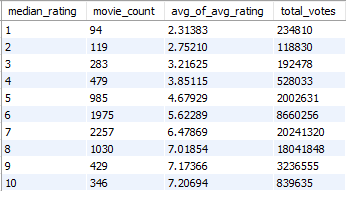 median_rating movie_count avg_of_avg_rating total_votes
1 94 2.31383 234810
2 119 2.75210 118830
3 283 3.21625 192478
4 479 3.85115 528033
5 985 4.67929 2002631
6 1975 5.62289 8660256
7 2257 6.47869 20241320
8 1030 7.01854 18041848
9 429 7.17366 3236555
10 346 7.20694 839635